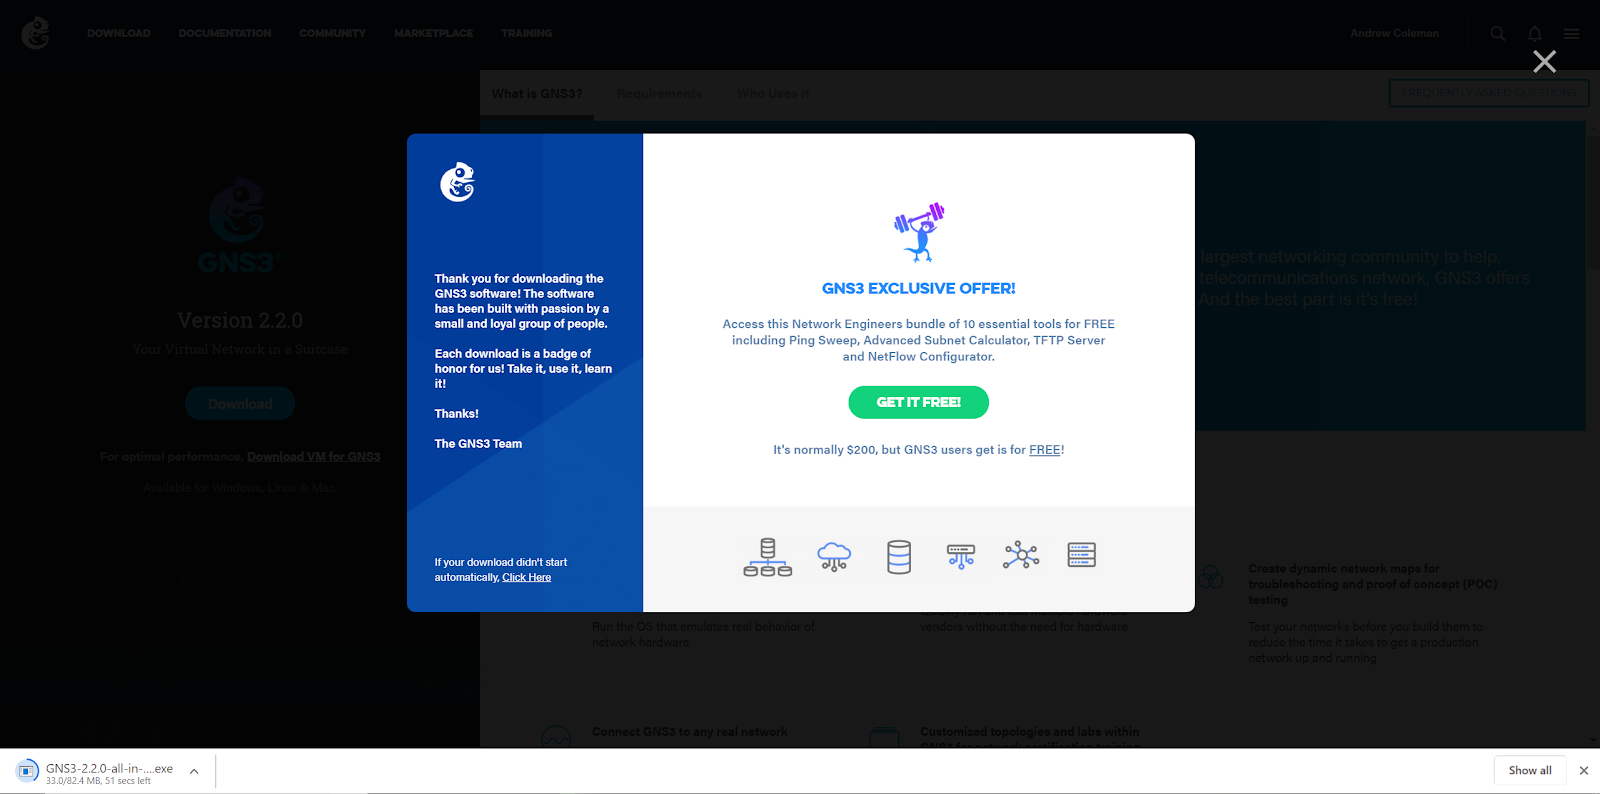 DOWNLOAD DOCUMENTATION COMMUNITY MARKETPLACE TRAINING
Andrew Coleman
What is GNS3? Requirements Who Uses it
FREQUENTLY ASKED QUESTIONS
GNS3
Version 2.2.0
Your Virtual Network in a Suitcase
Download
For optimal performance, Download VM for GNS3
Available for Windows, Linux & Mac
Thank you for downloading the
GNS3 software! The software
has been built with passion by a
small and loyal group of people.
Each download is a badge of
honor for us! Take it, use it, learn
it!
Thanks!
The GNS3 Team
If your download didn't start
automatically, Click Here
GNS3 EXCLUSIVE OFFER!
Access this Network Engineers bundle of 10 essential tools for FREE
including Ping Sweep, Advanced Subnet Calculator, TFTP Server
and NetFlow Configurator.
GET IT FREE!
It's normally $200, but GNS3 users get is for FREE!
largest networking community to help.
telecommunications network, GNS3 offers
And the best part is it's free!
Run the OS that emulates real behavior of
network hardware
vendors without the need for hardware
Create dynamic network maps for
troubleshooting and proof of concept (POC)
testing
Test your networks before you build them to
reduce the time it takes to get a production
network up and running
Connect GNS3 to any real network
Customized topologies and labs within
GNS3 for network certification training
GNS3-2.2.0-all-in-....exe
33.0/82.4 MB, 51 secs left
Show all